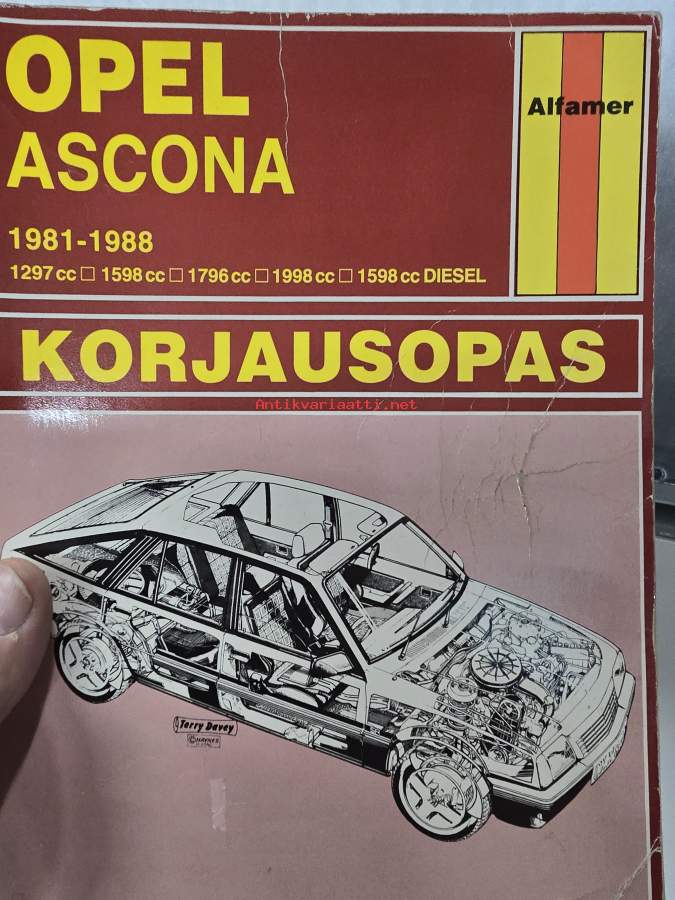 OPEL
ASCONA
1981-1988
1297 cc □ 1598 cc □ 1796 cc □ 1998 cc □ 1598 cc DIESEL
Alfamer
KORJAUSOPAS
Antikvariaatti.net
Terry Davey
© HAYNES